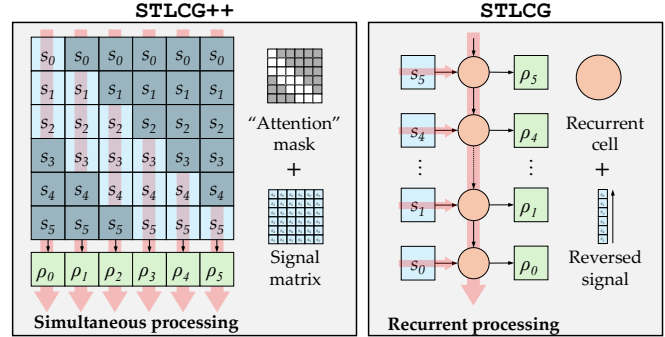 STLCG++
s0 s0 s0 s0 s0 s0
s1 s1 s1 s1 s1 s1
s2 s2 s2 s2 s2 s2
s3 s3 s3 s3 s3 s3
s4 s4 s4 s4 s4 s4
s5 s5 s5 s5 s5 s5
ρ0 ρ1 ρ2 ρ3 ρ4 ρ5
"Attention"
mask
+
Signal
matrix
Simultaneous processing
STLCG
s5 ρ5
s4 ρ4
⋮ ⋮
s1 ρ1
s0 ρ0
Recurrent
cell
+
Reversed
signal
Recurrent processing